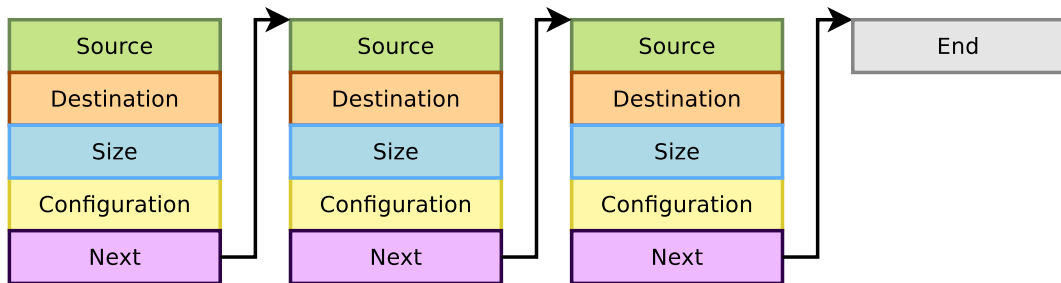 Source
Destination
Size
Configuration
Next
Source
Destination
Size
Configuration
Next
Source
Destination
Size
Configuration
Next
End